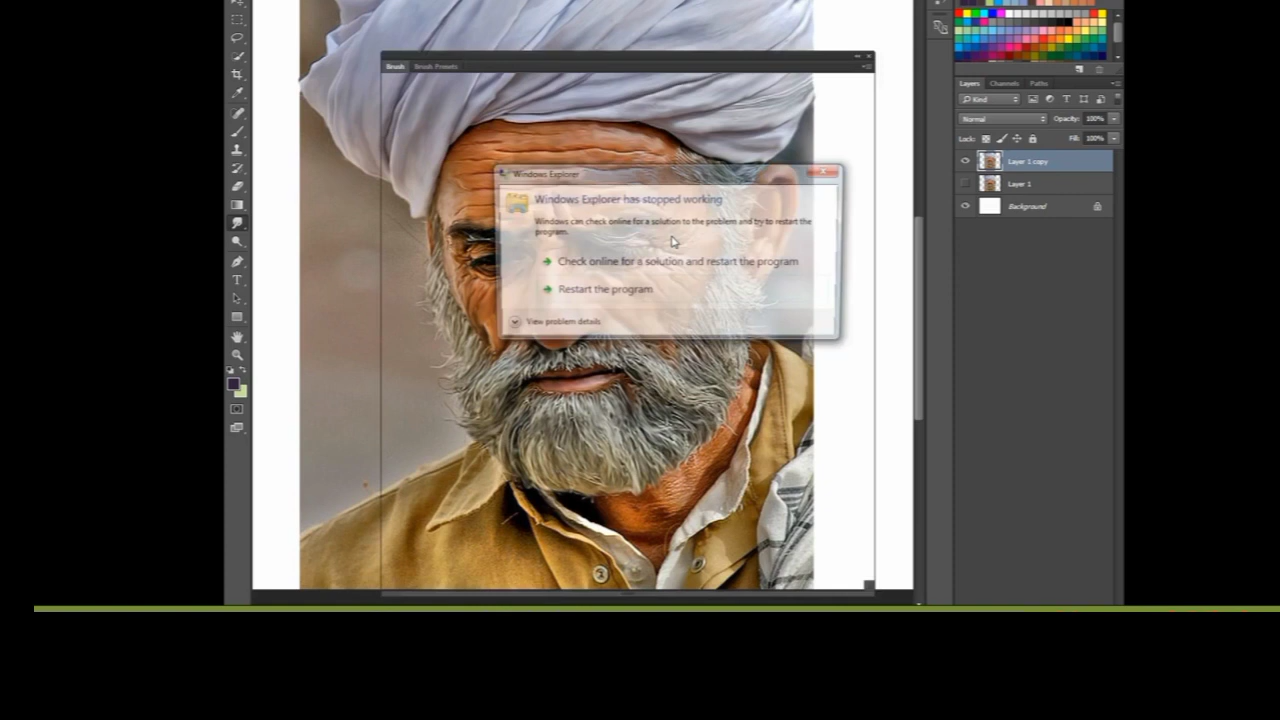 Brush Brush Presets
Windows Explorer
Windows Explorer has stopped working
Windows can check online for a solution to the problem and try to restart the
program.
Check online for a solution and restart the program
Restart the program
View problem details
Layers Channels Paths
Kind
Normal Opacity: 100%
Lock: Fill: 100%
Layer 1 copy
Layer 1
Background